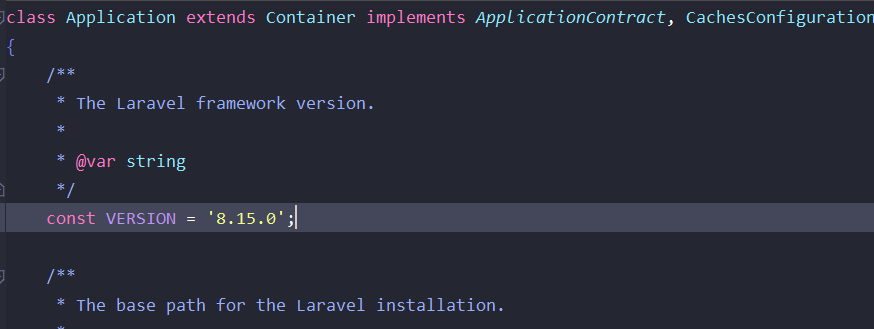 class Application extends Container implements ApplicationContract, CachesConfiguration
{
/**
* The Laravel framework version.
*
* @var string
*/
const VERSION = '8.15.0';
/**
* The base path for the Laravel installation.
*